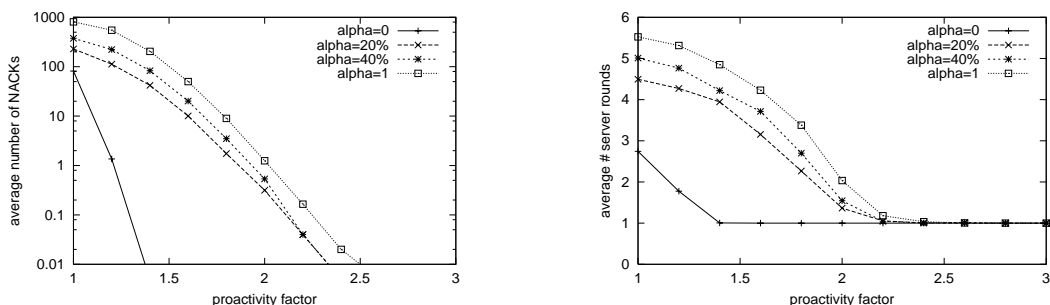 1000
100
10
1
0.1
0.01
average number of NACKs
1
1.5
2
2.5
3
proactivity factor
alpha=0
alpha=20%
alpha=40%
alpha=1
6
5
4
3
2
1
0
average # server rounds
1
1.5
2
2.5
3
proactivity factor
alpha=0
alpha=20%
alpha=40%
alpha=1